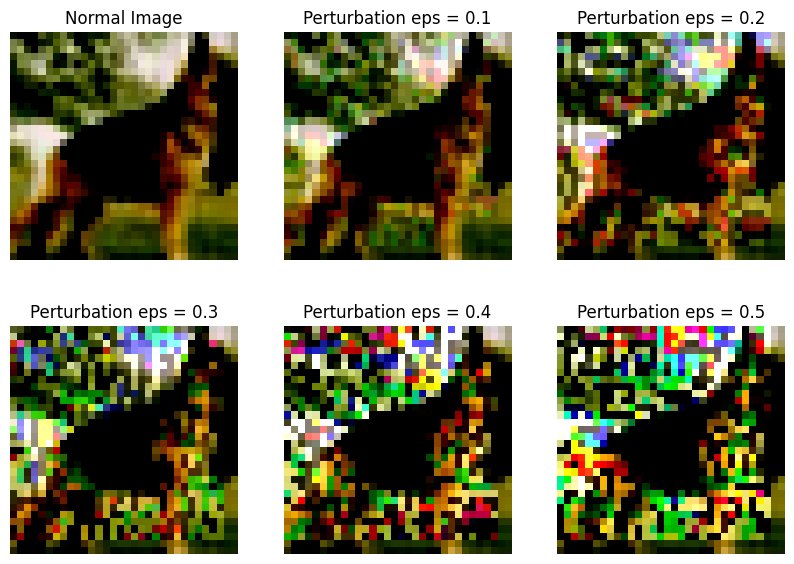 Normal Image
Perturbation eps = 0.1
Perturbation eps = 0.2
Perturbation eps = 0.3
Perturbation eps = 0.4
Perturbation eps = 0.5